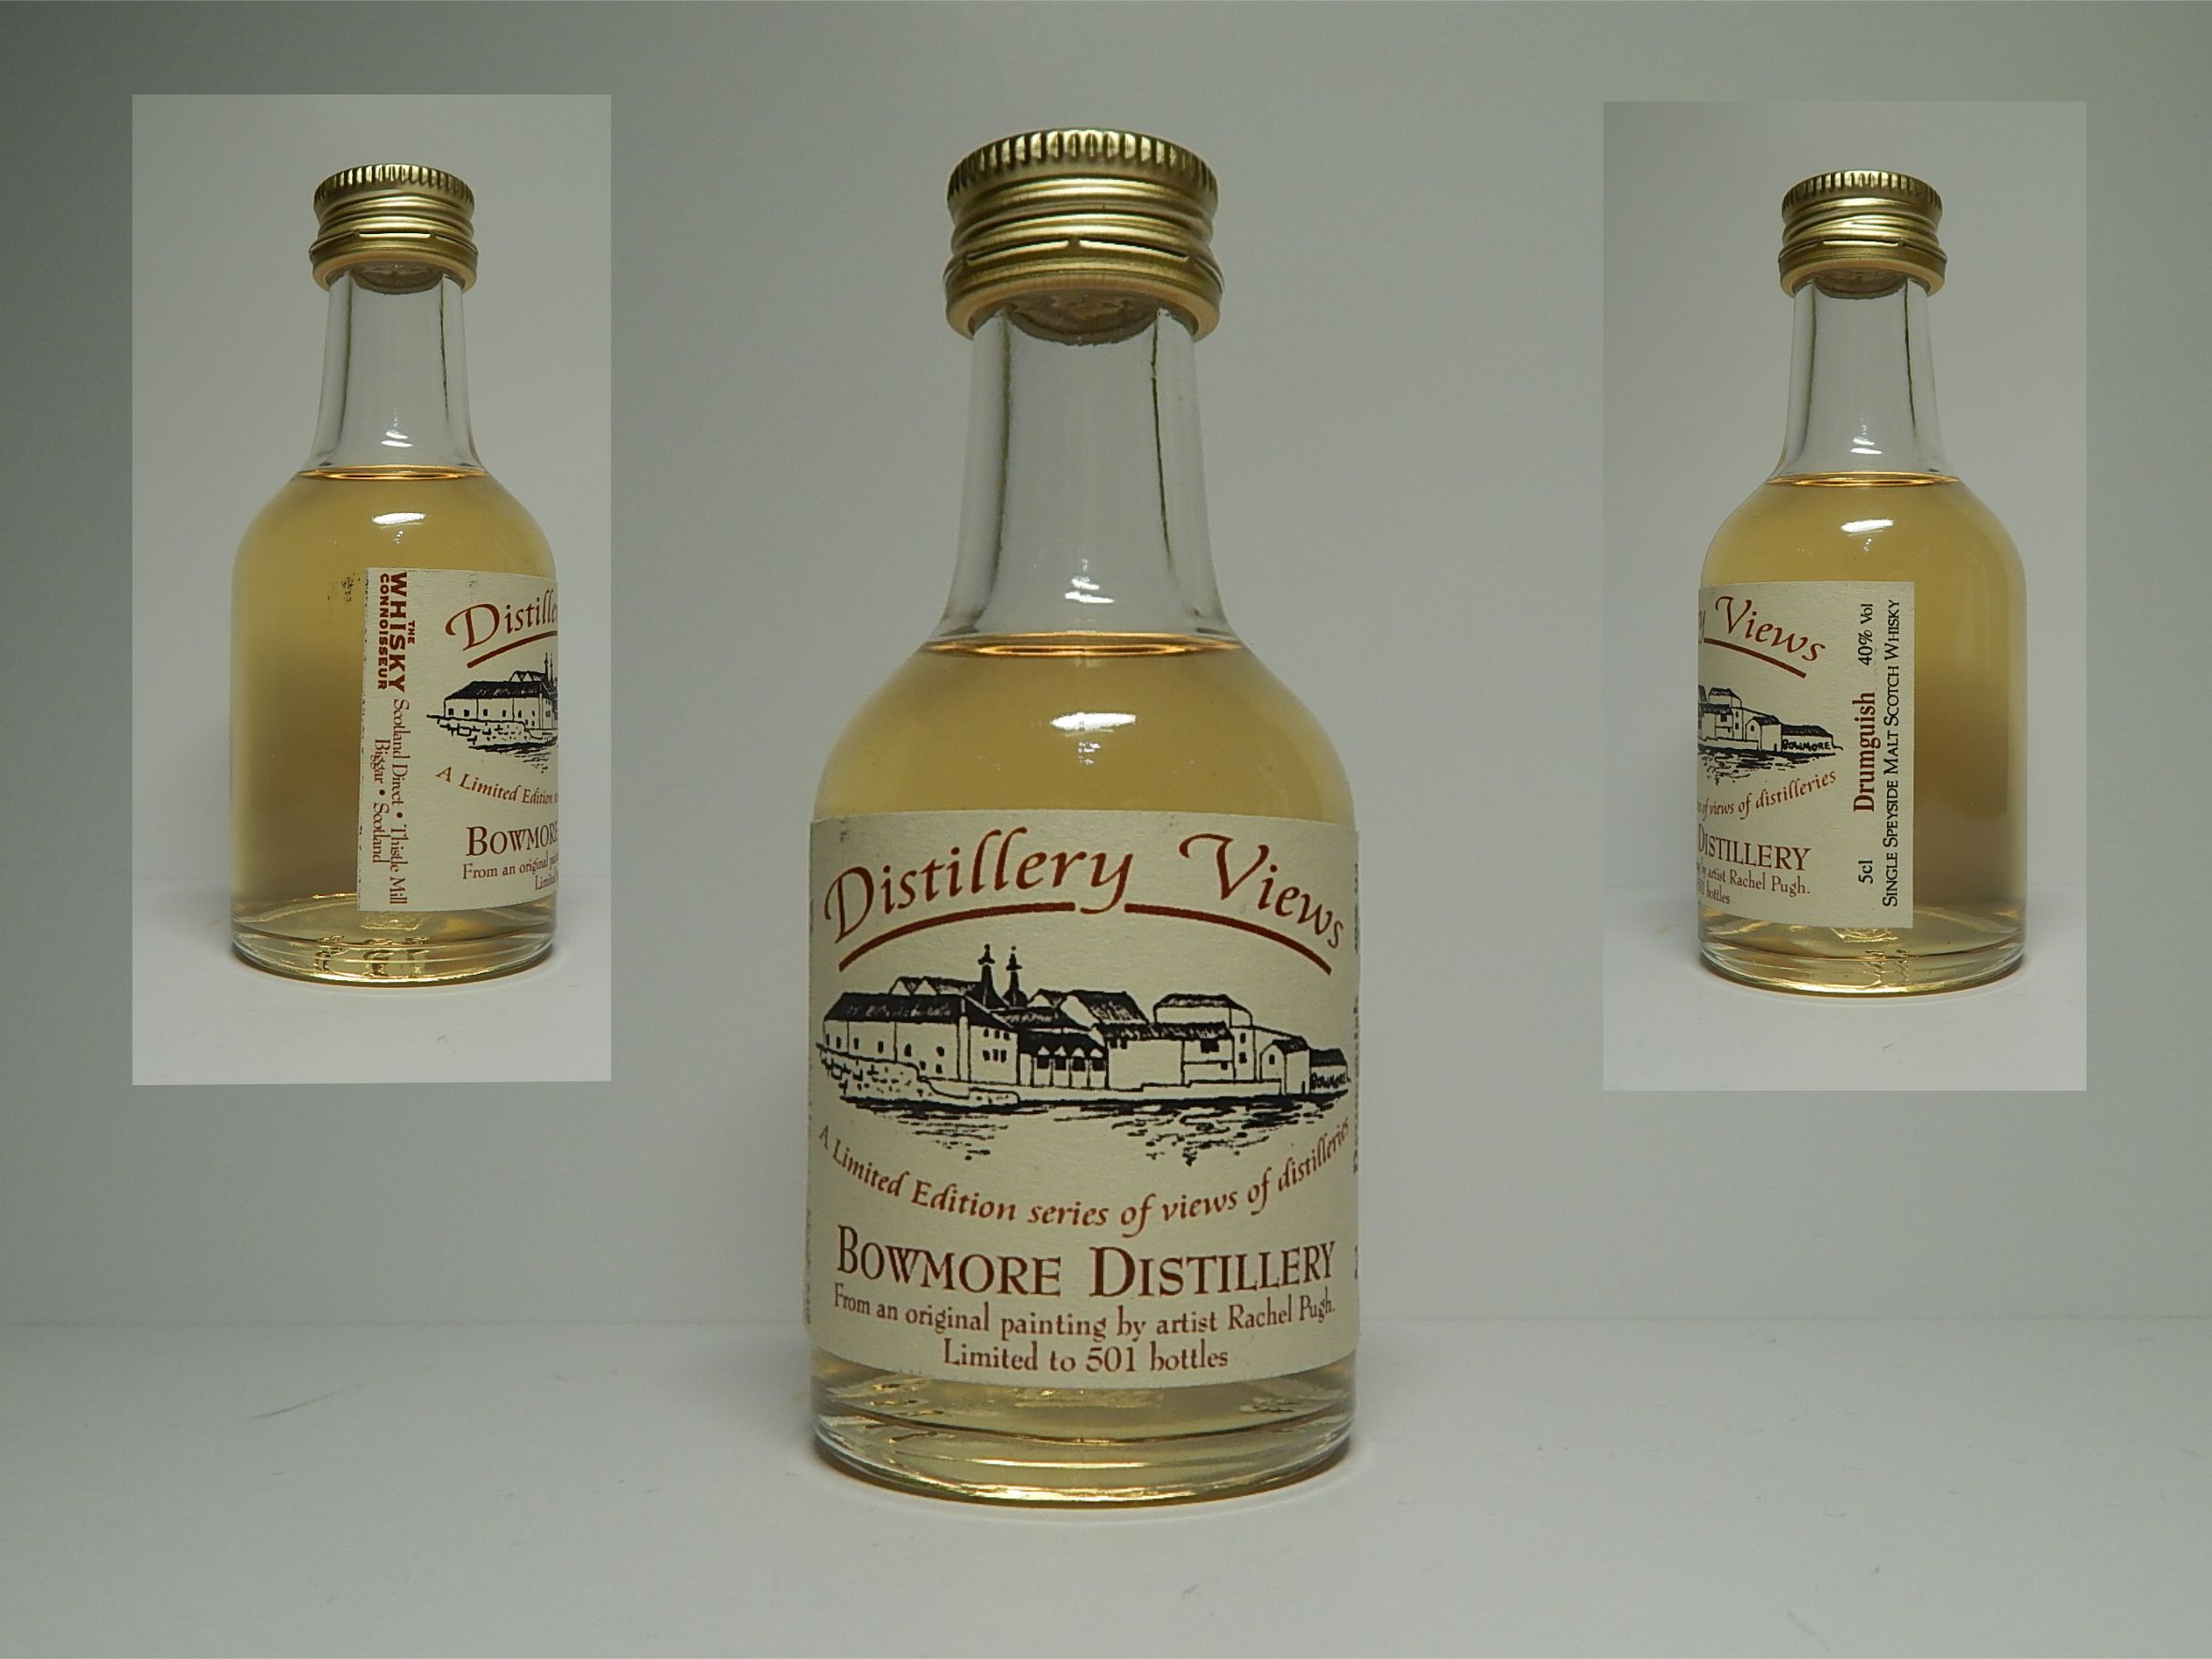 THE
WHISKY
CONNOISSEUR
Scotland Direct • Thistle Mill
Biggar • Scotland
Distille
A Limited Edition
BOWMORE
From an original
Distillery Views
BOWMORE
A Limited Edition series of views of distilleries
BOWMORE DISTILLERY
From an original painting by artist Rachel Pugh.
Limited to 501 bottles
Views
BOWMORE
of views of distilleries
DISTILLERY
by artist Rachel Pugh.
bottles
5cl Drumguish 40% Vol
SINGLE SPEYSIDE MALT SCOTCH WHISKY